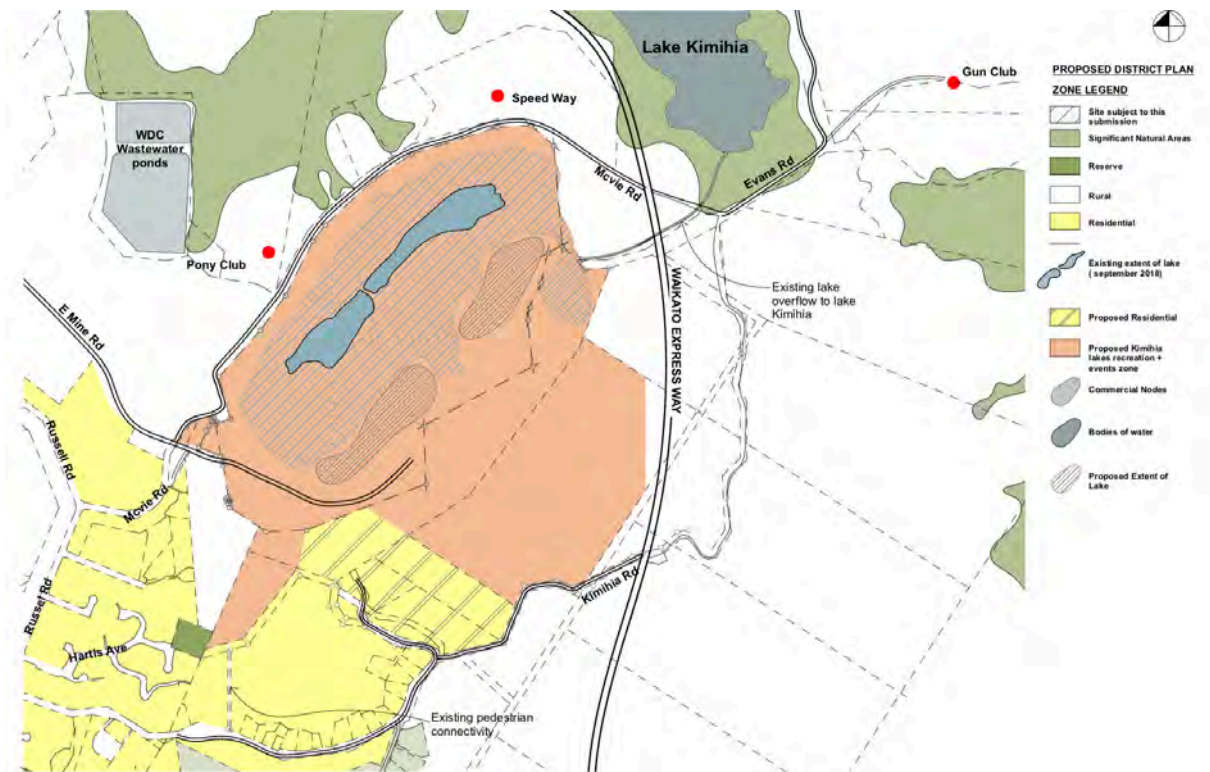 Lake Kimihia
Gun Club
Speed Way
WDC
Wastewater
ponds
Mcvie Rd
Evans Rd
Pony Club
E Mine Rd
WAIKATO EXPRESS WAY
Existing lake
overflow to lake
Kimihia
Russell Rd
Mcvie Rd
Kimihia Rd
Russet Rd
Hartis Ave
Existing pedestrian
connectivity
PROPOSED DISTRICT PLAN
ZONE LEGEND
Site subject to this
submission
Significant Natural Areas
Reserve
Rural
Residential
Existing extent of lake
( september 2018)
Proposed Residential
Proposed Kimihia
lakes recreation +
events zone
Commercial Nodes
Bodies of water
Proposed Extent of
Lake